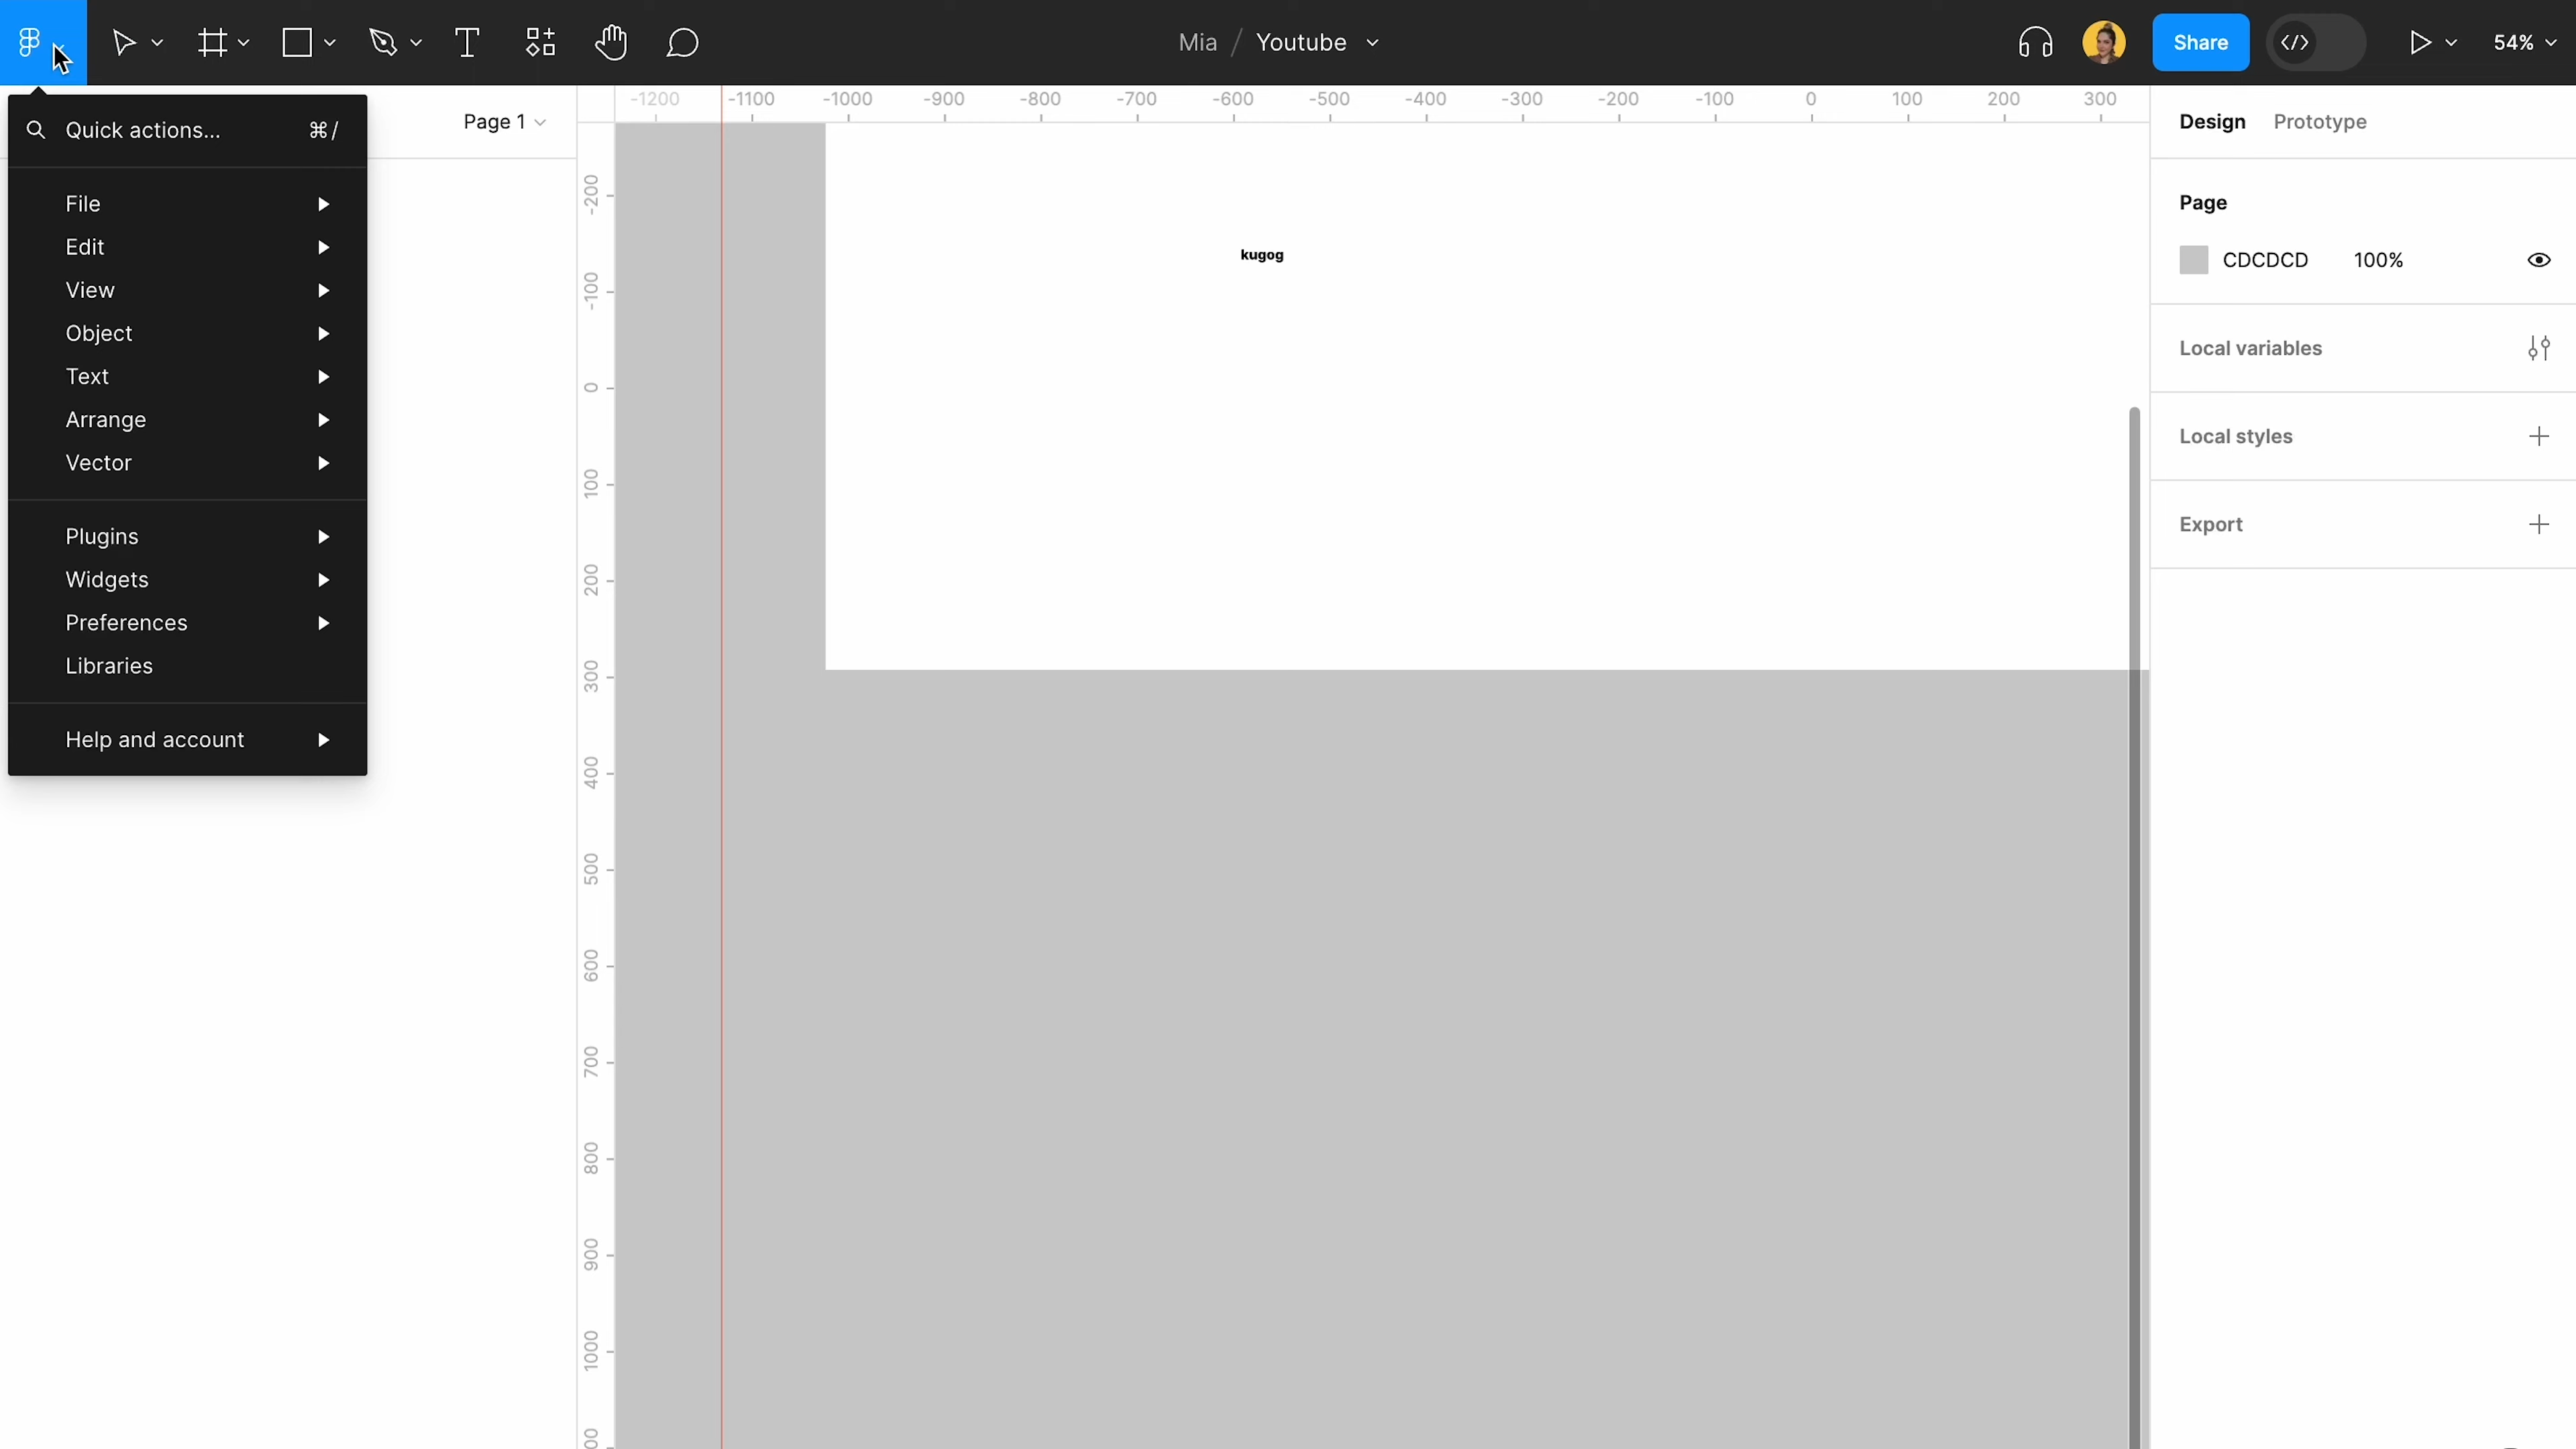 Mia / Youtube
Share
54%
Quick actions... ⌘/
File
Edit
View
Object
Text
Arrange
Vector
Plugins
Widgets
Preferences
Libraries
Help and account
Page 1
-1200 -1100 -1000 -900 -800 -700 -600 -500 -400 -300 -200 -100 0 100 200 300
-200
-100
0
100
200
300
400
500
600
700
800
900
1000
kugog
Design Prototype
Page
CDCDCD 100%
Local variables
Local styles
Export